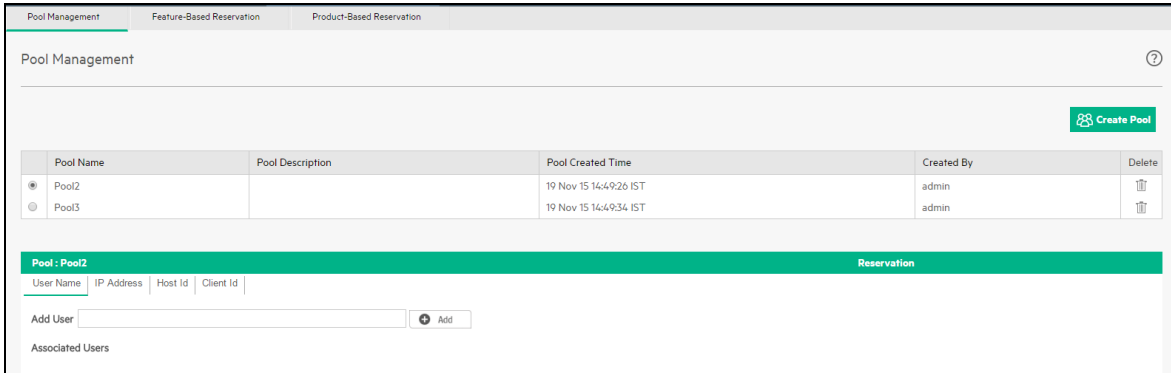 Pool Management Feature-Based Reservation Product-Based Reservation
Pool Management ?
Create Pool
Pool Name Pool Description Pool Created Time Created By Delete
Pool2 19 Nov 15 14:49:26 IST admin
Pool3 19 Nov 15 14:49:34 IST admin
Pool : Pool2 Reservation
User Name IP Address Host Id Client Id
Add User Add
Associated Users